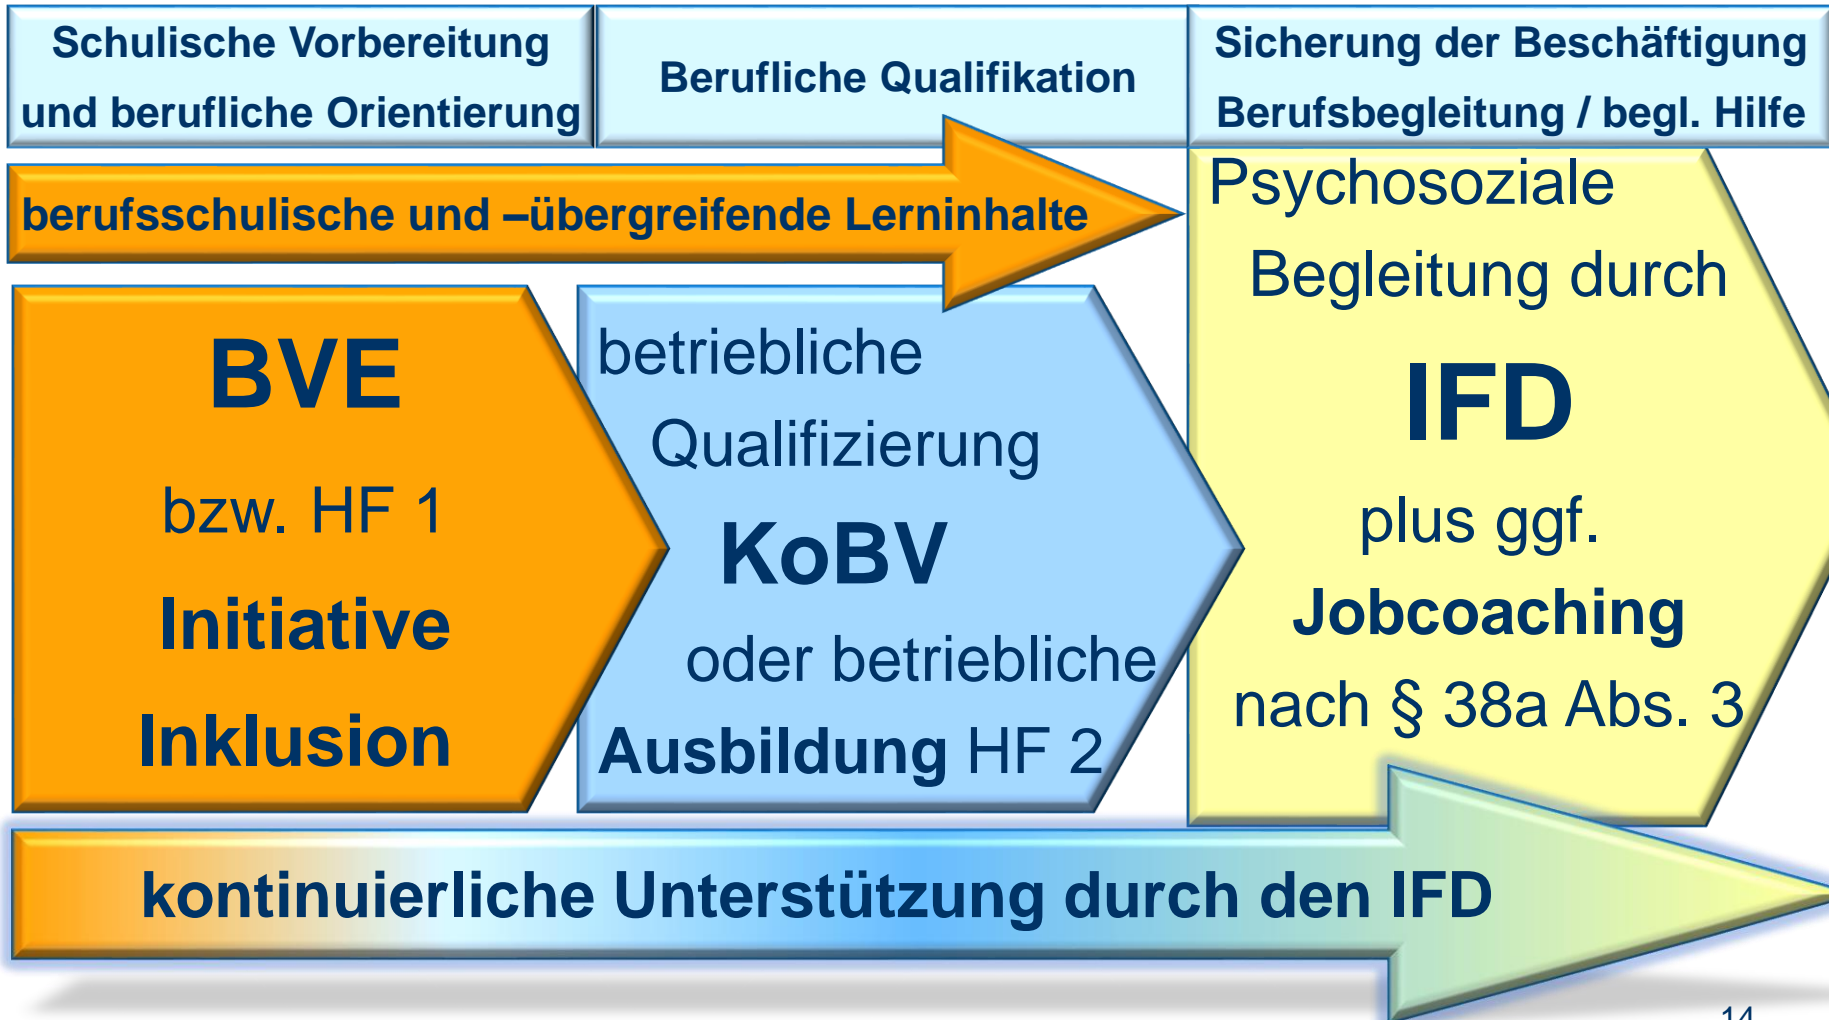 Schulische Vorbereitung
und berufliche Orientierung
Berufliche Qualifikation
Sicherung der Beschäftigung
Berufsbegleitung / begl. Hilfe
berufsschulische und –übergreifende Lerninhalte
BVE
bzw. HF 1
Initiative
Inklusion
betriebliche
Qualifizierung
KoBV
oder betriebliche
Ausbildung HF 2
Psychosoziale
Begleitung durch
IFD
plus ggf.
Jobcoaching
nach § 38a Abs. 3
kontinuierliche Unterstützung durch den IFD
14